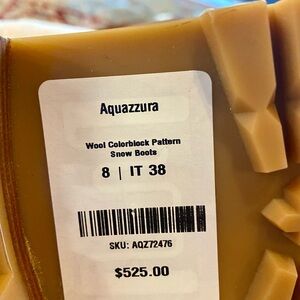 Aquazzura
Wool Colorblock Pattern
Snow Boots
8 | IT 38
SKU: AQZ72476
$525.00